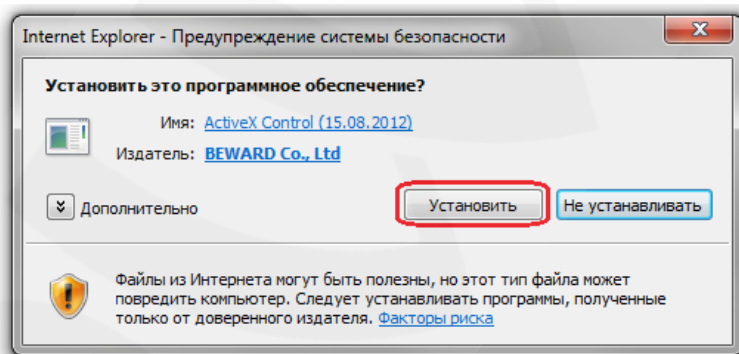 Internet Explorer - Предупреждение системы безопасности
Установить это программное обеспечение?
Имя: ActiveX Control (15.08.2012)
Издатель: BEWARD Co., Ltd
Дополнительно
Установить
Не устанавливать
Файлы из Интернета могут быть полезны, но этот тип файла может
повредить компьютер. Следует устанавливать программы, полученные
только от доверенного издателя. Факторы риска